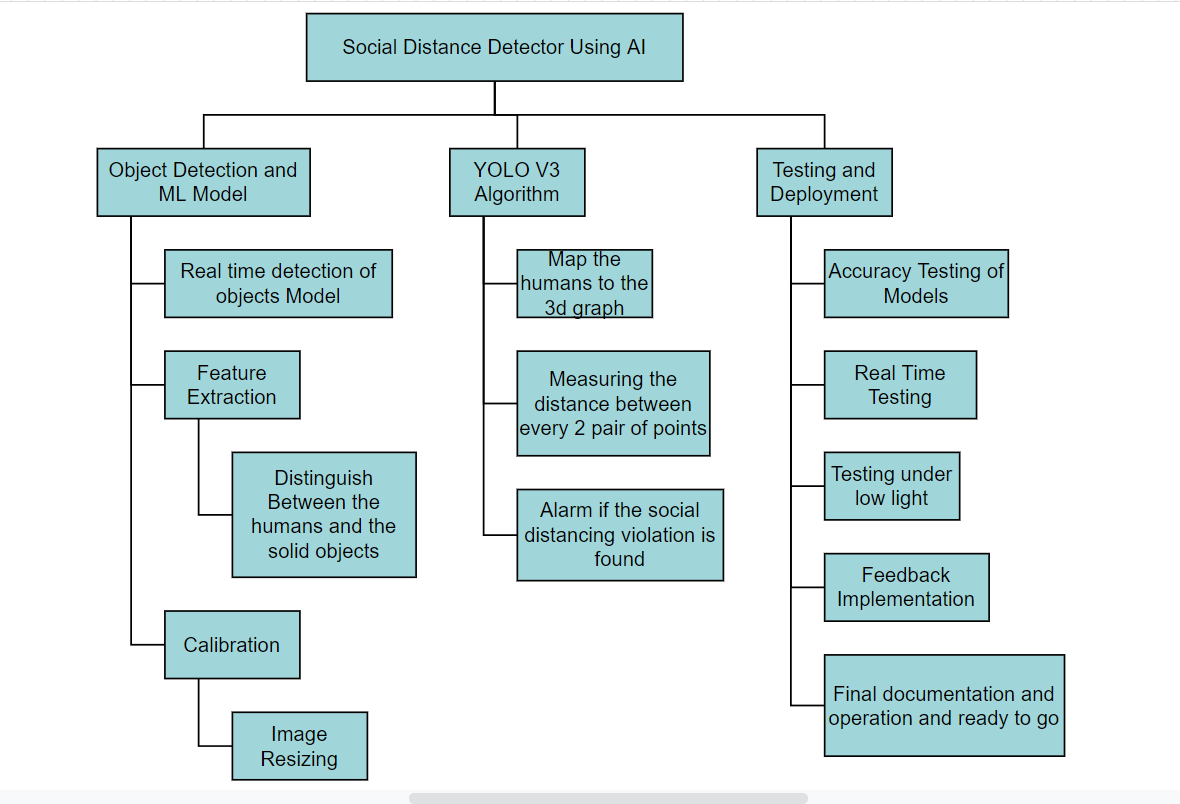 Social Distance Detector Using AI
Object Detection and
ML Model
Real time detection of
objects Model
Feature
Extraction
Distinguish
Between the
humans and the
solid objects
Calibration
Image
Resizing
YOLO V3
Algorithm
Map the
humans to the
3d graph
Measuring the
distance between
every 2 pair of points
Alarm if the social
distancing violation is
found
Testing and
Deployment
Accuracy Testing of
Models
Real Time
Testing
Testing under
low light
Feedback
Implementation
Final documentation and
operation and ready to go